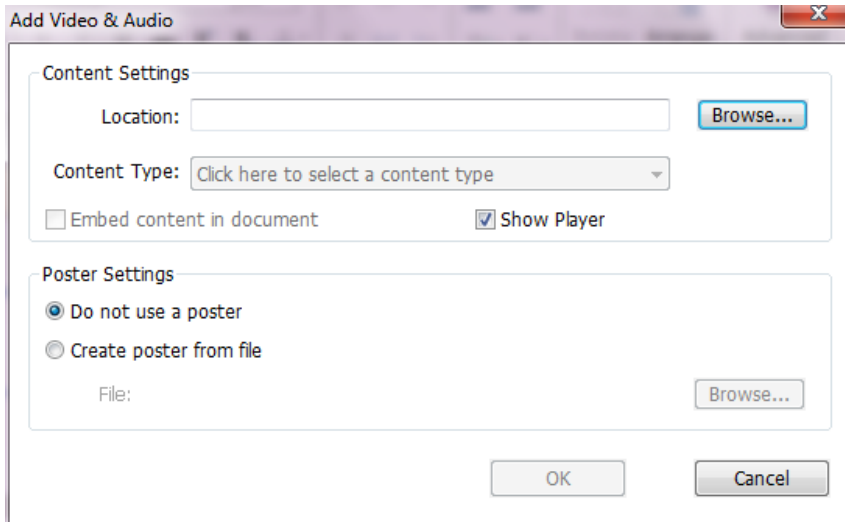 Add Video & Audio
Content Settings
Location:
Browse...
Content Type:
Click here to select a content type
Embed content in document
Show Player
Poster Settings
Do not use a poster
Create poster from file
File:
Browse...
OK
Cancel